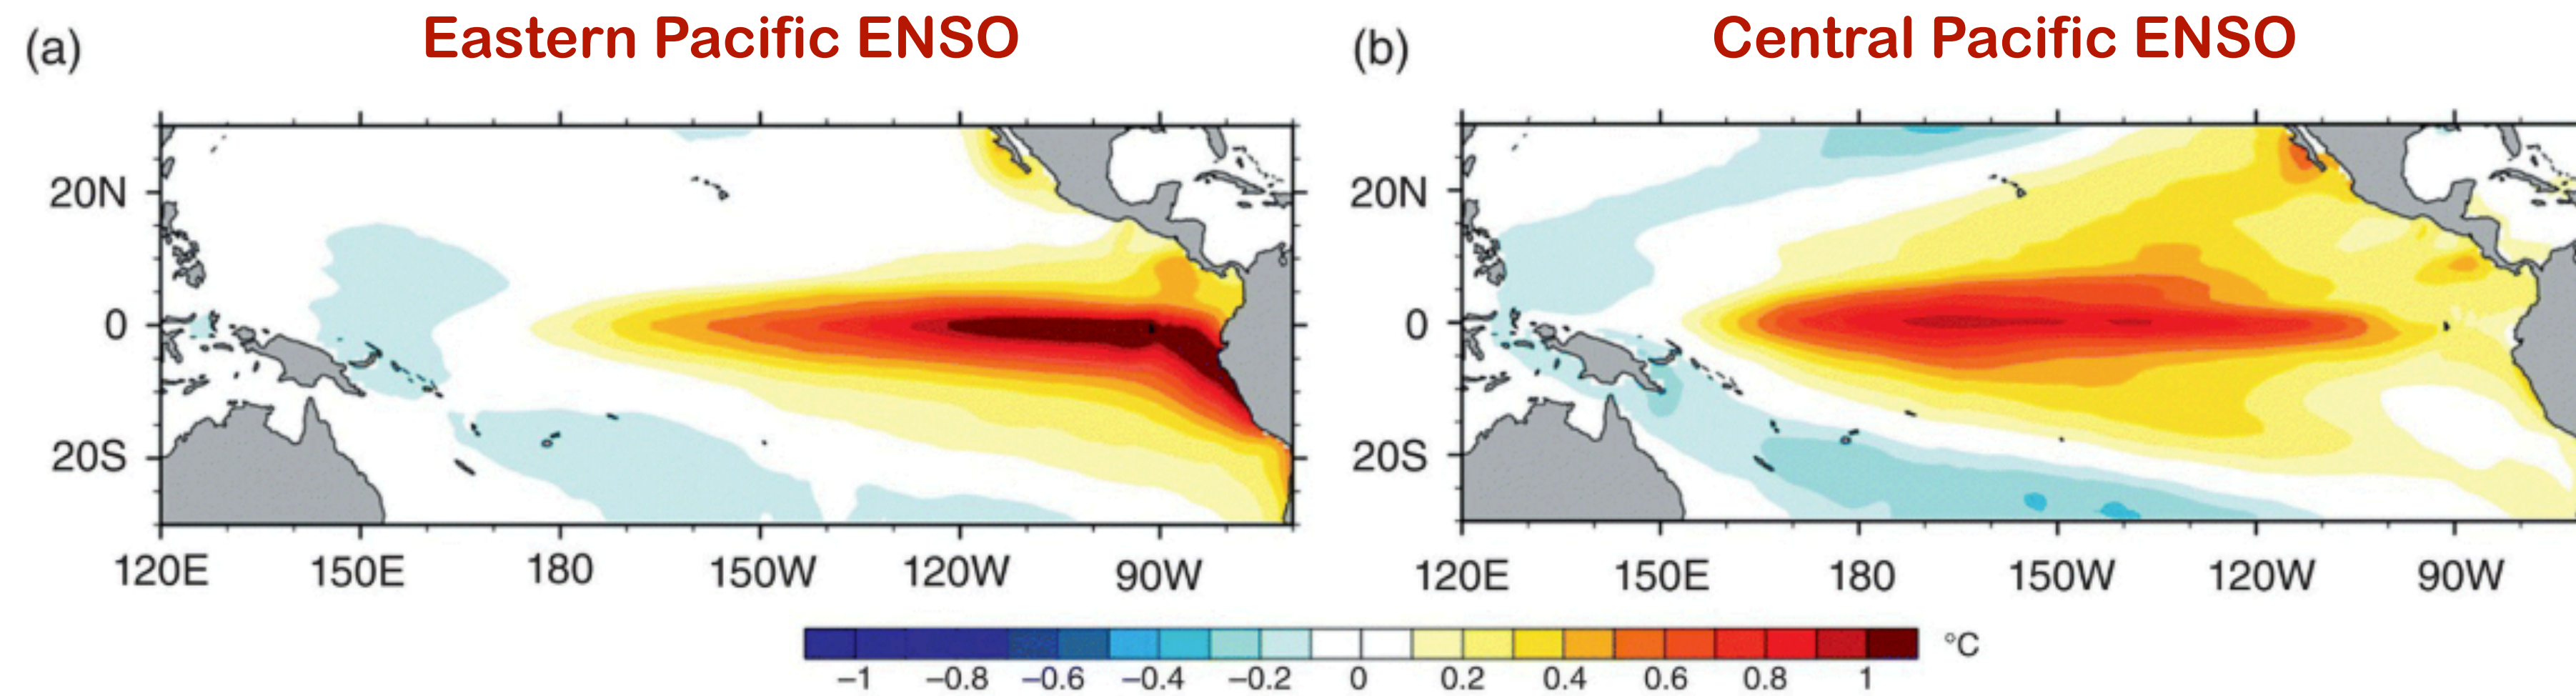 (a)
Eastern Pacific ENSO
(b)
Central Pacific ENSO
20N
0
20S
120E 150E 180 150W 120W 90W
20N
0
20S
120E 150E 180 150W 120W 90W
−1 −0.8 −0.6 −0.4 −0.2 0 0.2 0.4 0.6 0.8 1
°C